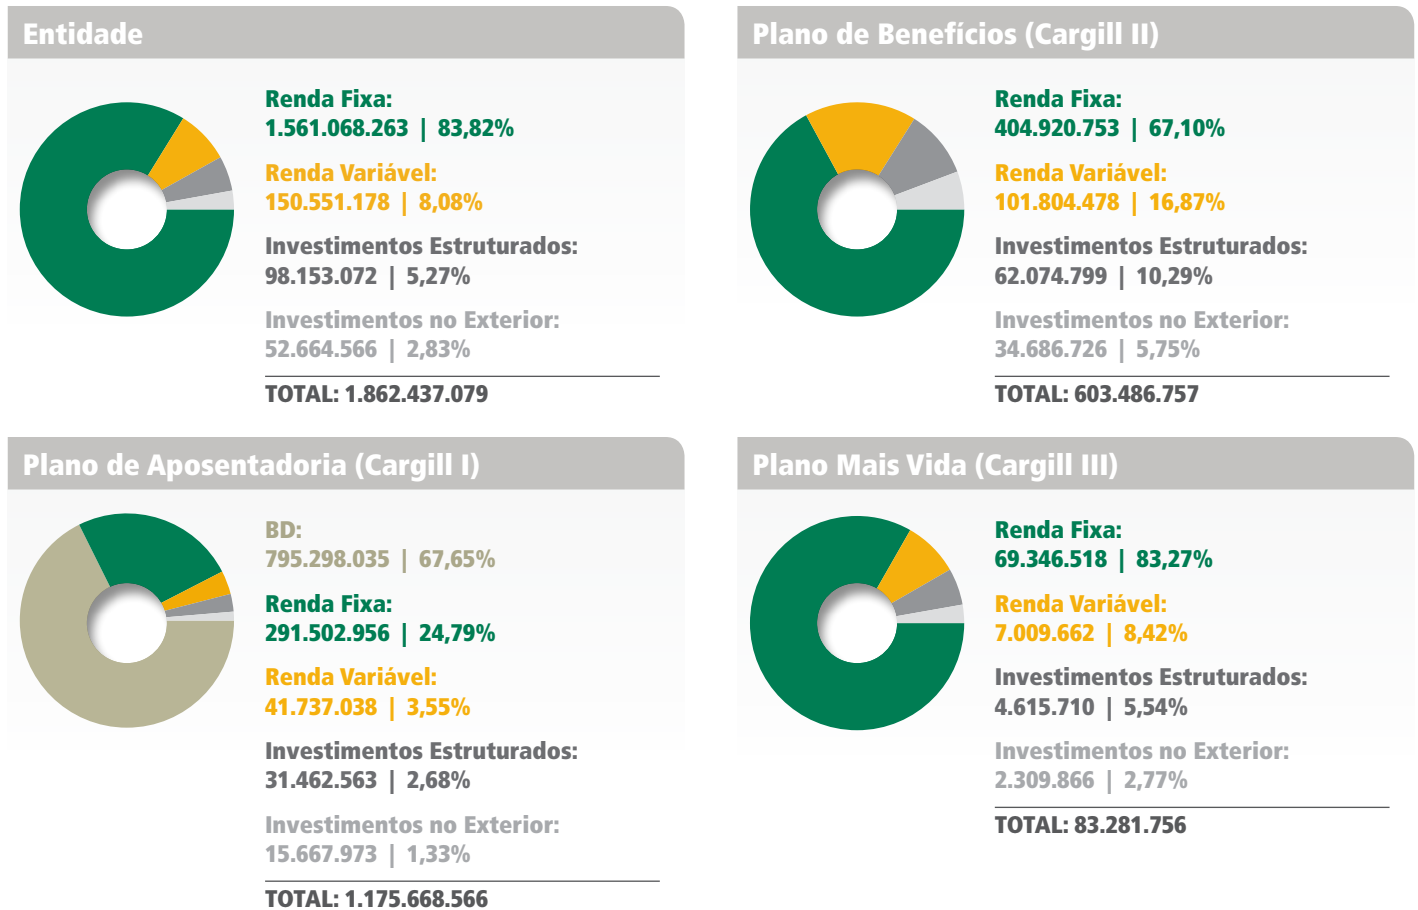 Entidade
Renda Fixa:
1.561.068.263 | 83,82%
Renda Variável:
150.551.178 | 8,08%
Investimentos Estruturados:
98.153.072 | 5,27%
Investimentos no Exterior:
52.664.566 | 2,83%
TOTAL: 1.862.437.079
Plano de Benefícios (Cargill II)
Renda Fixa:
404.920.753 | 67,10%
Renda Variável:
101.804.478 | 16,87%
Investimentos Estruturados:
62.074.799 | 10,29%
Investimentos no Exterior:
34.686.726 | 5,75%
TOTAL: 603.486.757
Plano de Aposentadoria (Cargill I)
BD:
795.298.035 | 67,65%
Renda Fixa:
291.502.956 | 24,79%
Renda Variável:
41.737.038 | 3,55%
Investimentos Estruturados:
31.462.563 | 2,68%
Investimentos no Exterior:
15.667.973 | 1,33%
TOTAL: 1.175.668.566
Plano Mais Vida (Cargill III)
Renda Fixa:
69.346.518 | 83,27%
Renda Variável:
7.009.662 | 8,42%
Investimentos Estruturados:
4.615.710 | 5,54%
Investimentos no Exterior:
2.309.866 | 2,77%
TOTAL: 83.281.756